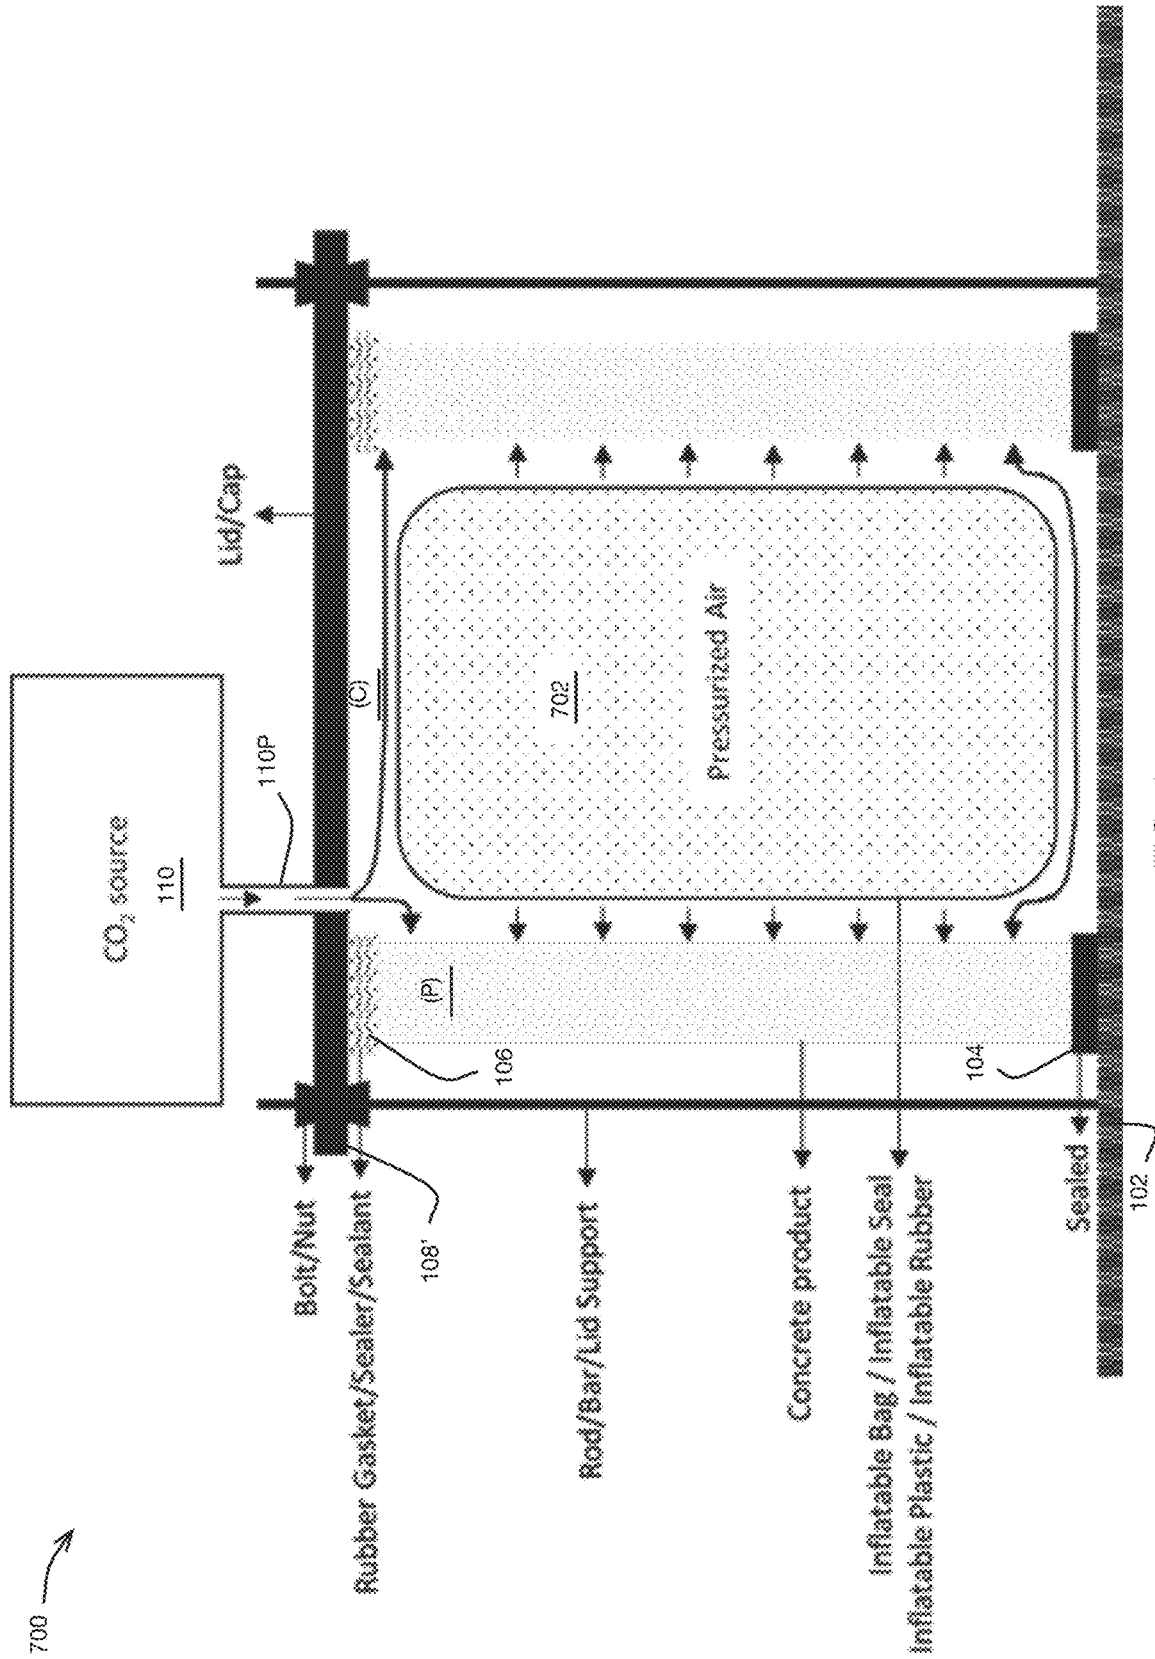 700
CO₂ source
110
110P
Lid/Cap
Bolt/Nut
Rubber Gasket/Sealer/Sealant
108'
(C)
106
(P)
702
Pressurized Air
Rod/Bar/Lid Support
Concrete product
Inflatable Bag / Inflatable Seal
Inflatable Plastic / Inflatable Rubber
104
Sealed
102